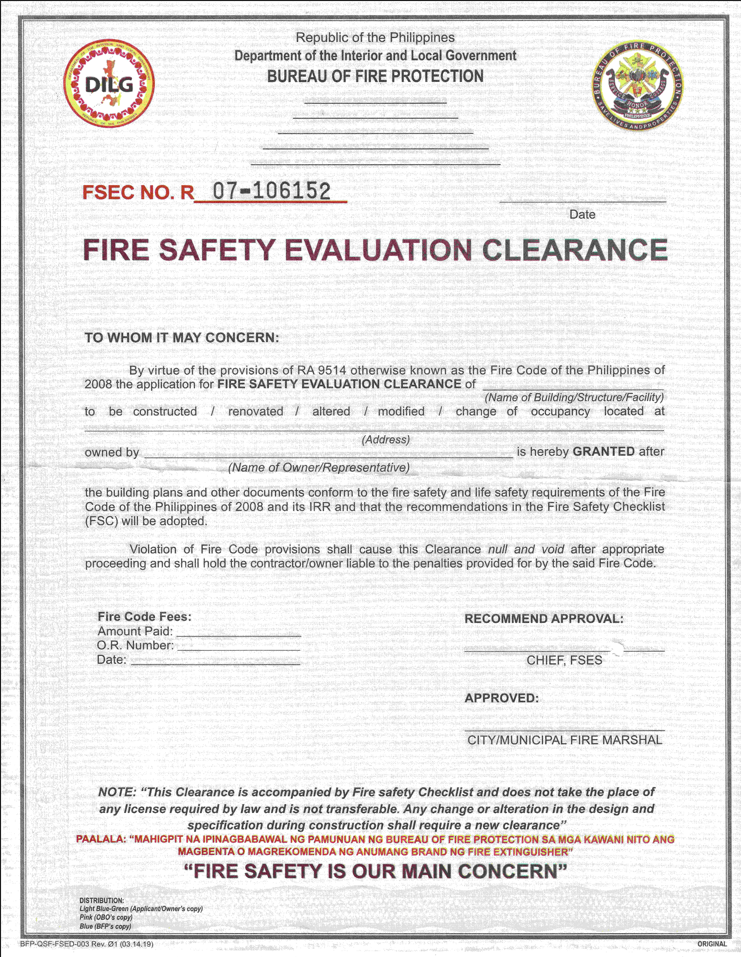 Republic of the Philippines
Department of the Interior and Local Government
BUREAU OF FIRE PROTECTION
DILG
BUREAU OF FIRE PROTECTION
FSEC NO. R 07-106152
Date
FIRE SAFETY EVALUATION CLEARANCE
TO WHOM IT MAY CONCERN:
By virtue of the provisions of RA 9514 otherwise known as the Fire Code of the Philippines of
2008 the application for FIRE SAFETY EVALUATION CLEARANCE of
(Name of Building/Structure/Facility)
to be constructed / renovated / altered / modified / change of occupancy located at
(Address)
owned by is hereby GRANTED after
(Name of Owner/Representative)
the building plans and other documents conform to the fire safety and life safety requirements of the Fire
Code of the Philippines of 2008 and its IRR and that the recommendations in the Fire Safety Checklist
(FSC) will be adopted.
Violation of Fire Code provisions shall cause this Clearance null and void after appropriate
proceeding and shall hold the contractor/owner liable to the penalties provided for by the said Fire Code.
Fire Code Fees:
Amount Paid:
O.R. Number:
Date:
RECOMMEND APPROVAL:
CHIEF, FSES
APPROVED:
CITY/MUNICIPAL FIRE MARSHAL
NOTE: “This Clearance is accompanied by Fire safety Checklist and does not take the place of
any license required by law and is not transferable. Any change or alteration in the design and
specification during construction shall require a new clearance”
PAALALA: “MAHIGPIT NA IPINAGBABAWAL NG PAMUNUAN NG BUREAU OF FIRE PROTECTION SA MGA KAWANI NITO ANG
MAGBENTA O MAGREKOMENDA NG ANUMANG BRAND NG FIRE EXTINGUISHER”
“FIRE SAFETY IS OUR MAIN CONCERN”
DISTRIBUTION:
Light Blue-Green (Applicant/Owner's copy)
Pink (OBO's copy)
Blue (BFP's copy)
BFP-QSF-FSED-003 Rev. Ø1 (03.14.19)
ORIGINAL